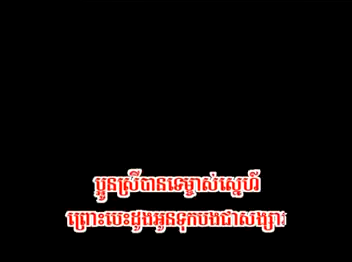 ប្អូនស្រីបានទេម្ចាស់ស្នេហ៍
ព្រោះបេះដូងអូនទុកបងជាសង្សារ